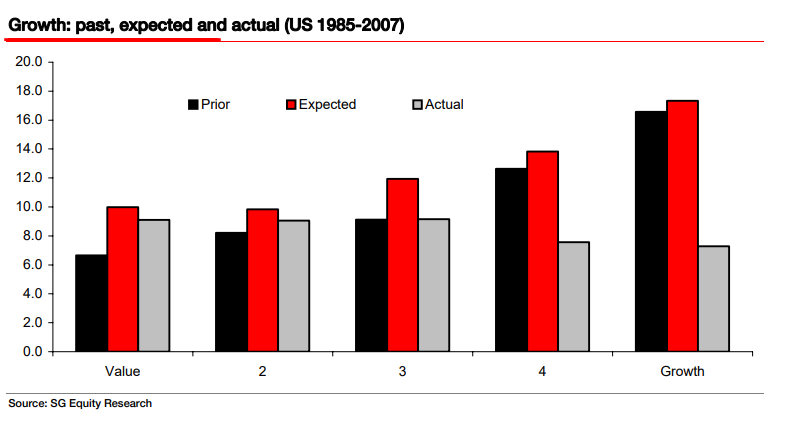 Growth: past, expected and actual (US 1985-2007)
20.0
18.0
Prior Expected Actual
16.0
14.0
12.0
10.0
8.0
6.0
4.0
2.0
0.0
Value 2 3 4 Growth
Source: SG Equity Research